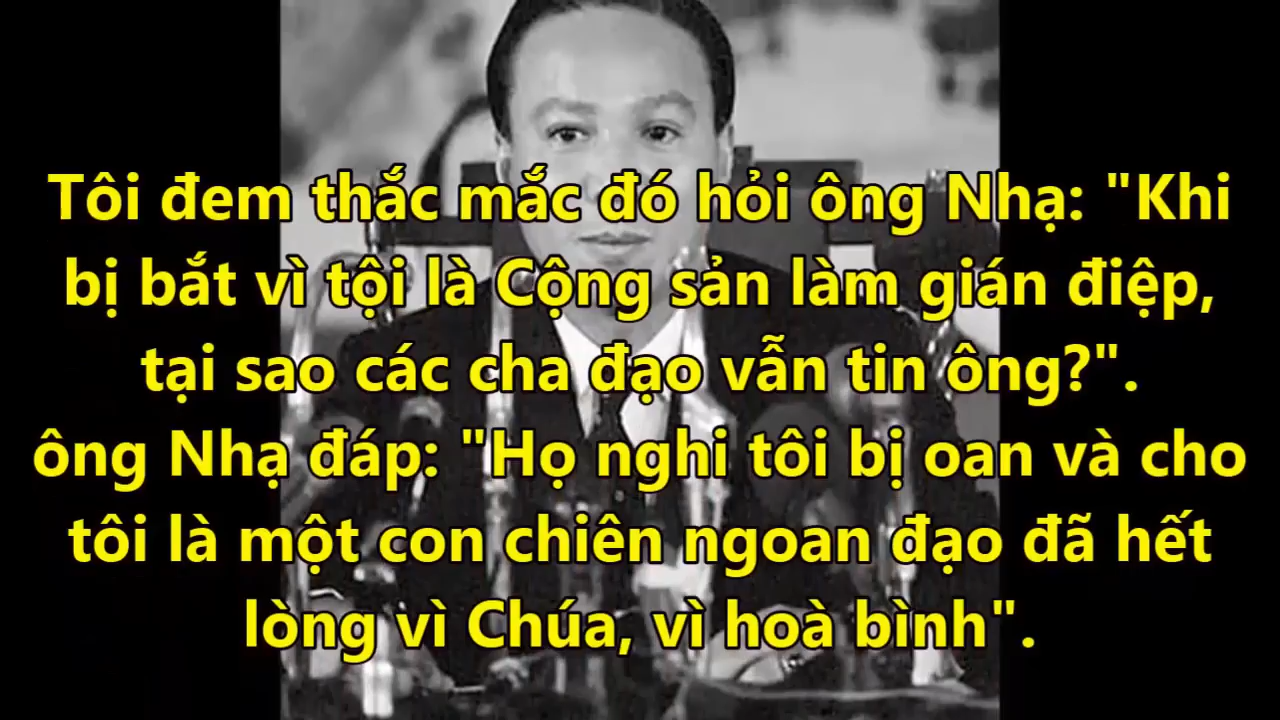 Tôi đem thắc mắc đó hỏi ông Nhạ: "Khi
bị bắt vì tội là Cộng sản làm gián điệp,
tại sao các cha đạo vẫn tin ông?".
ông Nhạ đáp: "Họ nghi tôi bị oan và cho
tôi là một con chiên ngoan đạo đã hết
lòng vì Chúa, vì hoà bình".